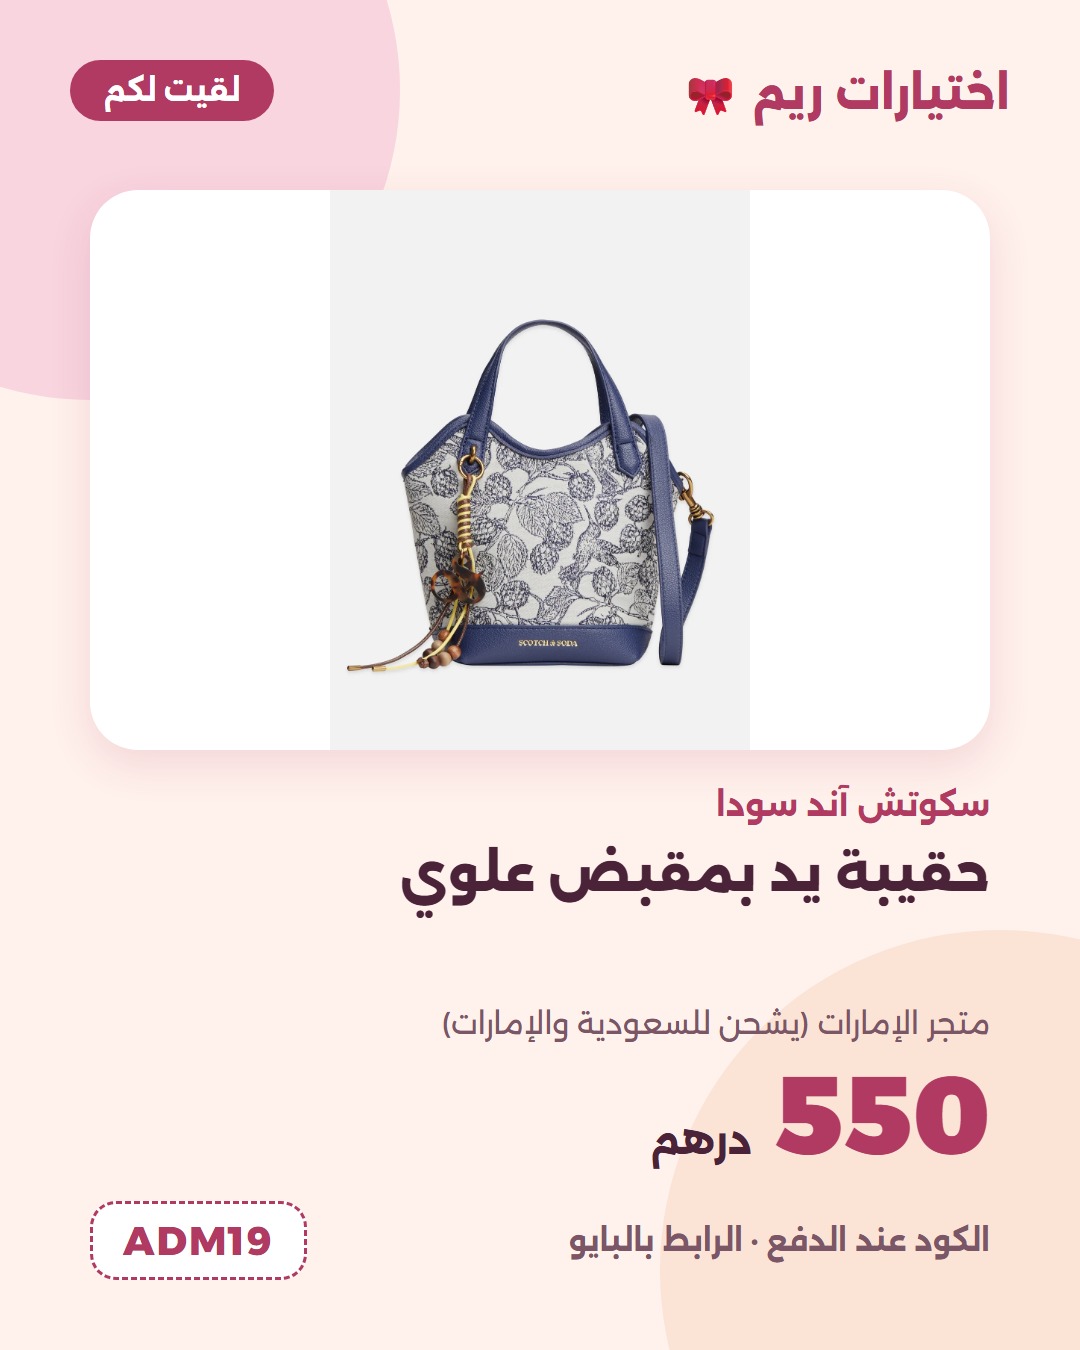 اختيارات ريم 🎀
لقيت لكم
SCOTCH & SODA
سكوتش آند سودا
حقيبة يد بمقبض علوي
متجر الإمارات (يشحن للسعودية والإمارات)
550 درهم
الكود عند الدفع · الرابط بالبايو
ADM19